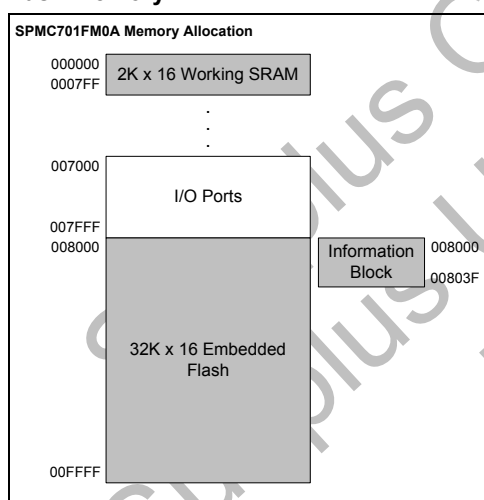 SPMC701FM0A Memory Allocation
000000
0007FF
2K x 16 Working SRAM
.
.
.
007000
I/O Ports
007FFF
008000
Information
Block
008000
00803F
32K x 16 Embedded
Flash
00FFFF